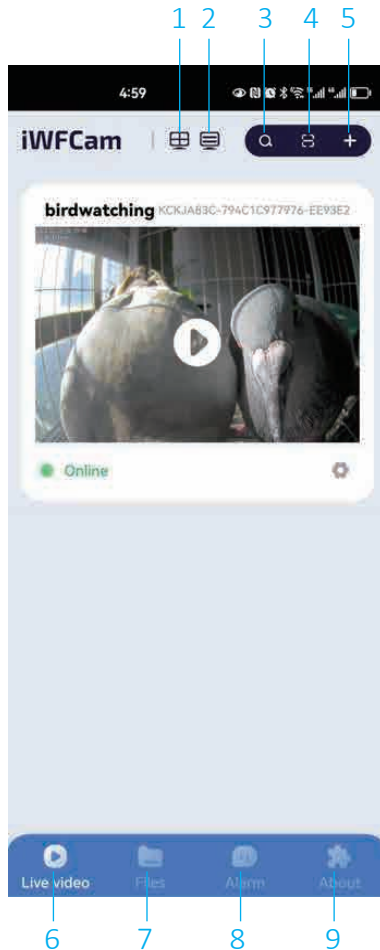 1 2 3 4 5
4:59
iWFCam
birdwatching KCKJA83C-794C1C977976-EE93E2
Online
Live video Files Alarm About
6 7 8 9